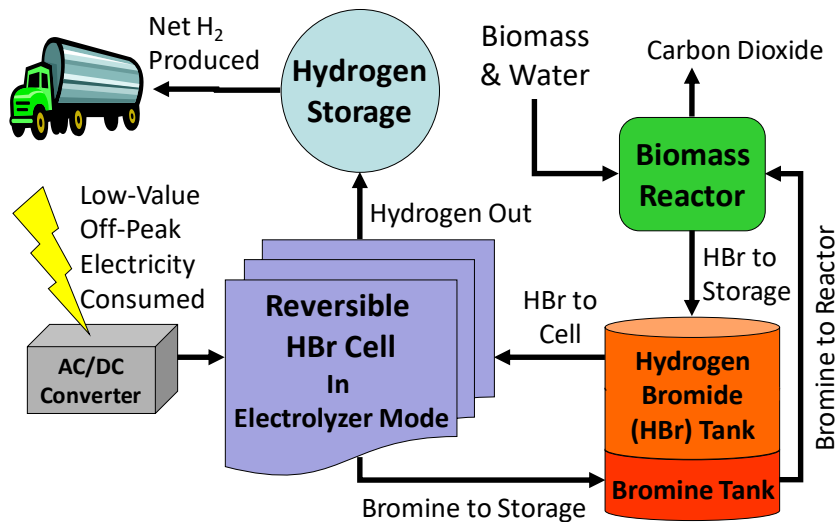 Net H2
Produced
Hydrogen
Storage
Biomass
& Water
Carbon Dioxide
Biomass
Reactor
Low-Value
Off-Peak
Electricity
Consumed
Hydrogen Out
HBr to
Storage
Bromine to Reactor
AC/DC
Converter
Reversible
HBr Cell
In
Electrolyzer Mode
HBr to
Cell
Hydrogen
Bromide
(HBr) Tank
Bromine Tank
Bromine to Storage